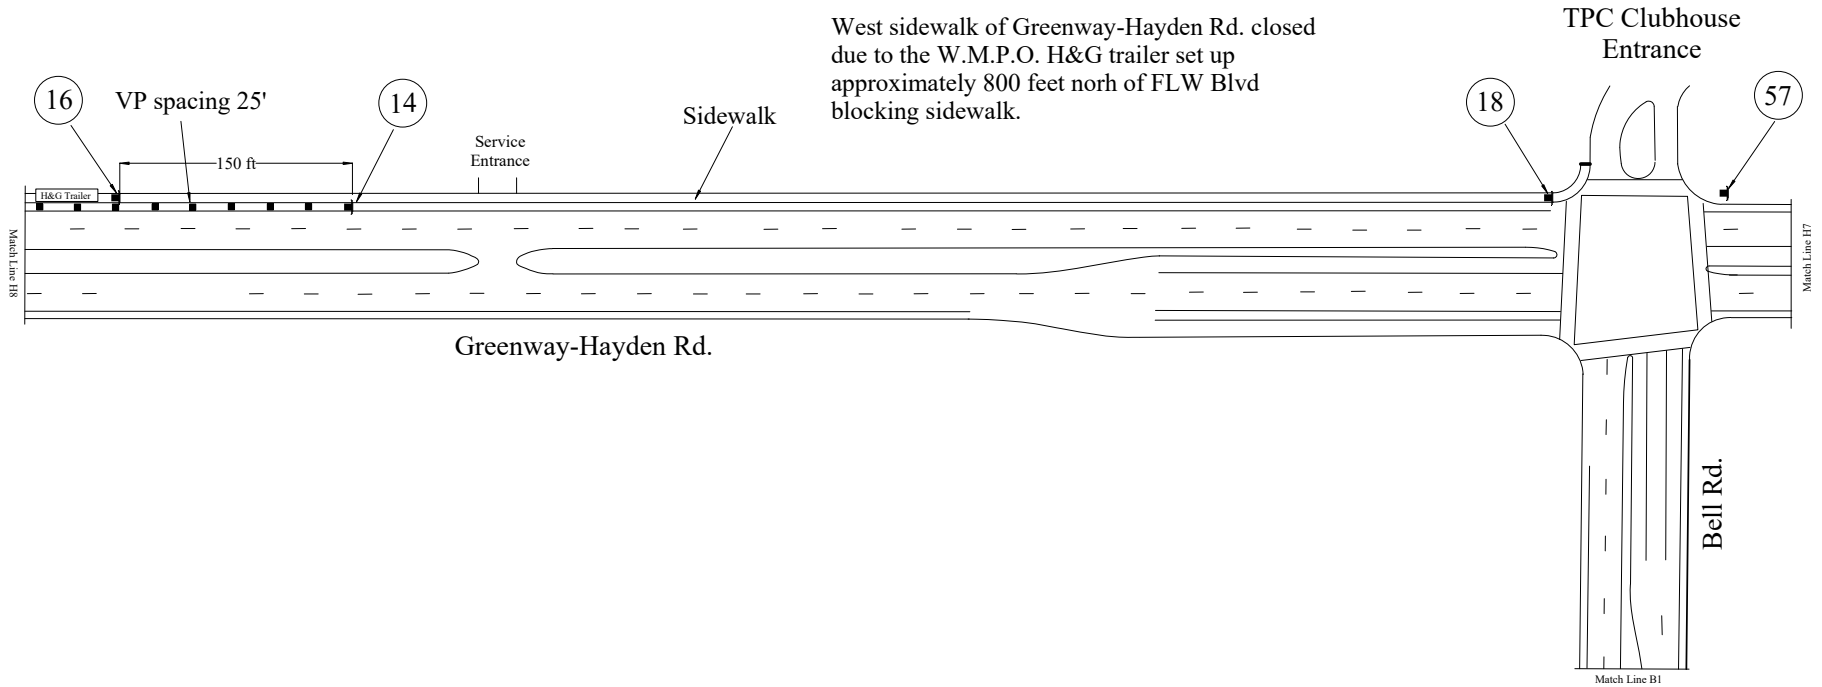 West sidewalk of Greenway-Hayden Rd. closed
due to the W.M.P.O. H&G trailer set up
approximately 800 feet norh of FLW Blvd
blocking sidewalk.
TPC Clubhouse
Entrance
16
VP spacing 25'
14
Sidewalk
18
57
Service
Entrance
150 ft
H&G Trailer
Match Line H8
Match Line H7
Greenway-Hayden Rd.
Bell Rd.
Match Line B1